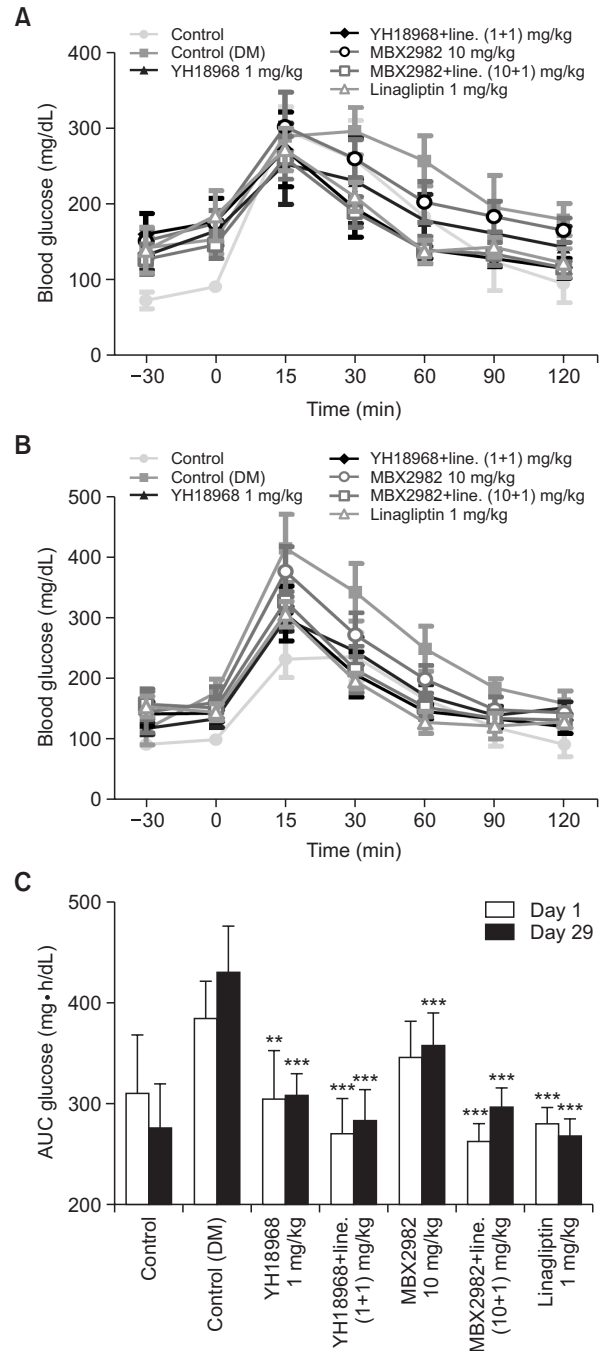 A
Control
Control (DM)
YH18968 1 mg/kg
YH18968+line. (1+1) mg/kg
MBX2982 10 mg/kg
MBX2982+line. (10+1) mg/kg
Linagliptin 1 mg/kg
Blood glucose (mg/dL)
400
300
200
100
0
−30 0 15 30 60 90 120
Time (min)
B
Control
Control (DM)
YH18968 1 mg/kg
YH18968+line. (1+1) mg/kg
MBX2982 10 mg/kg
MBX2982+line. (10+1) mg/kg
Linagliptin 1 mg/kg
Blood glucose (mg/dL)
500
400
300
200
100
0
−30 0 15 30 60 90 120
Time (min)
C
Day 1
Day 29
AUC glucose (mg•h/dL)
500
400
300
200
** *** *** *** *** *** *** *** ***
Control
Control (DM)
YH18968
1 mg/kg
YH18968+line.
(1+1) mg/kg
MBX2982
10 mg/kg
MBX2982+line.
(10+1) mg/kg
Linagliptin
1 mg/kg